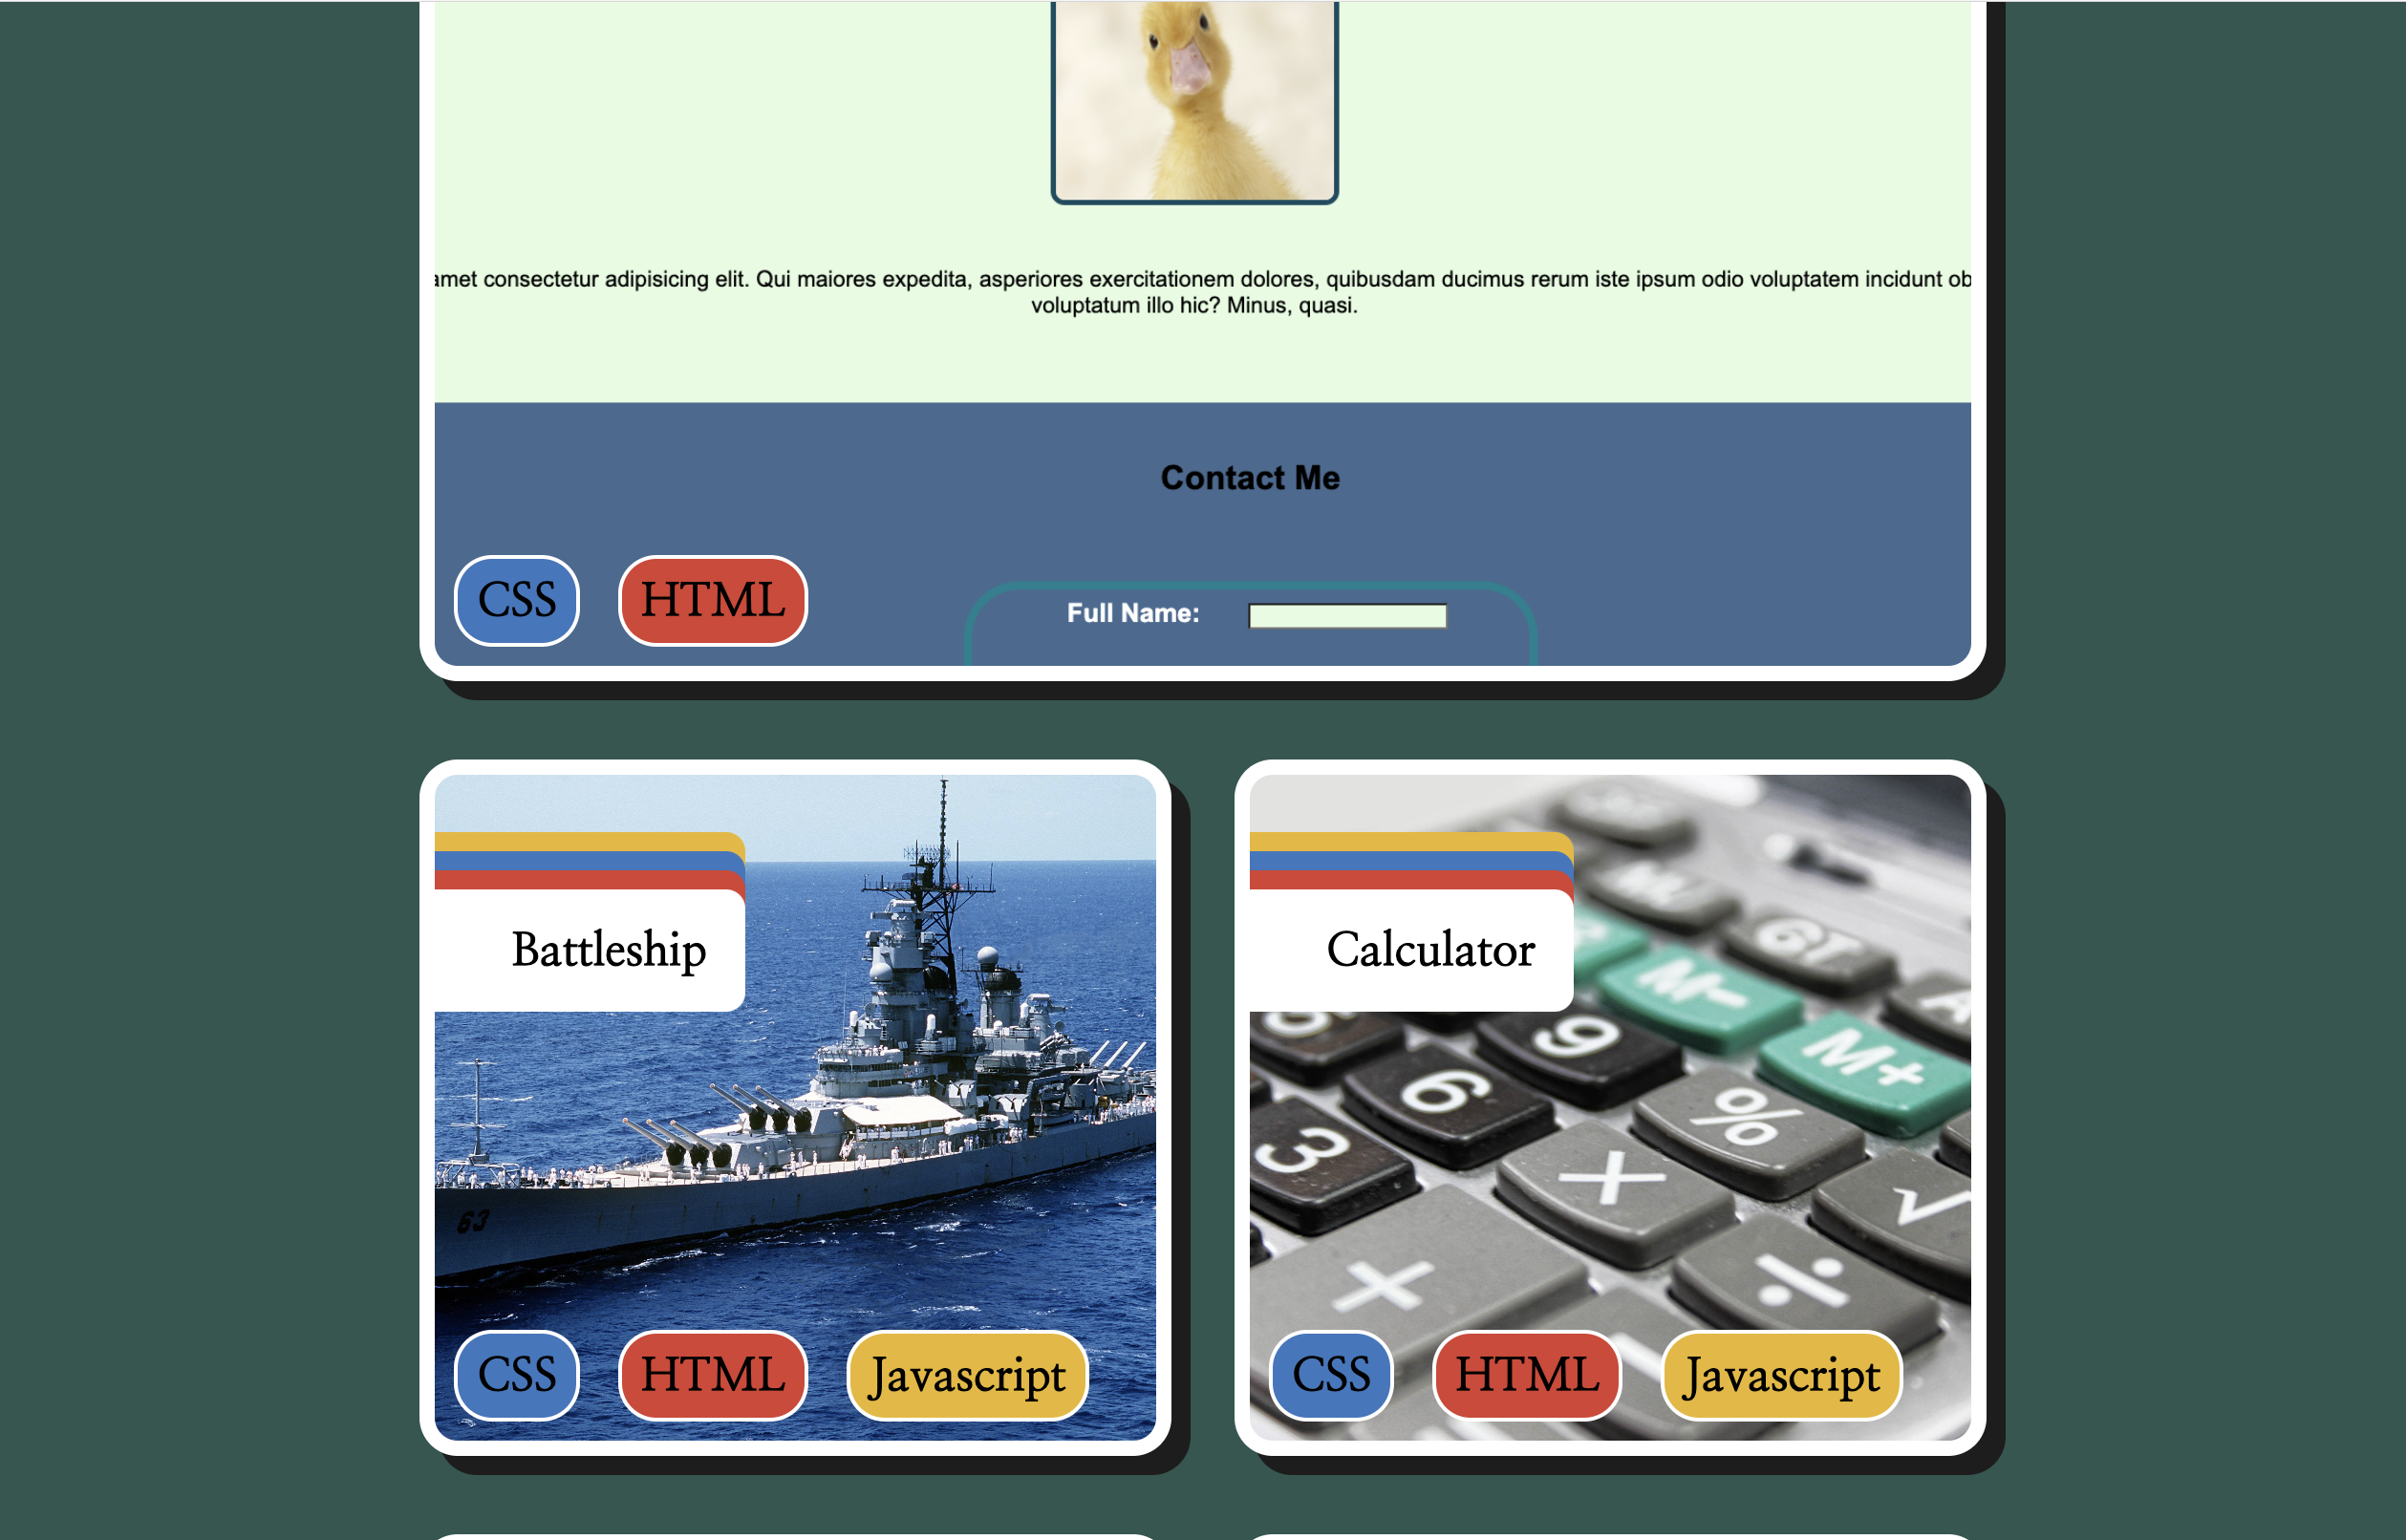 amet consectetur adipisicing elit. Qui maiores expedita, asperiores exercitationem dolores, quibusdam ducimus rerum iste ipsum odio voluptatem incidunt ob
voluptatum illo hic? Minus, quasi.
Contact Me
Full Name:
CSS HTML
Battleship
63
CSS HTML Javascript
Calculator
GT
M-
M+
9
6
%
3
×
√
+
÷
CSS HTML Javascript